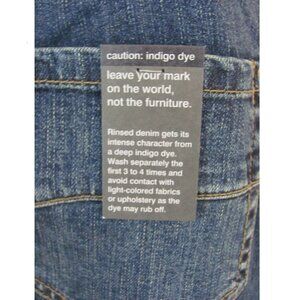 caution: indigo dye
leave your mark
on the world,
not the furniture.
Rinsed denim gets its
intense character from
a deep indigo dye.
Wash separately the
first 3 to 4 times and
avoid contact with
light-colored fabrics
or upholstery as the
dye may rub off.